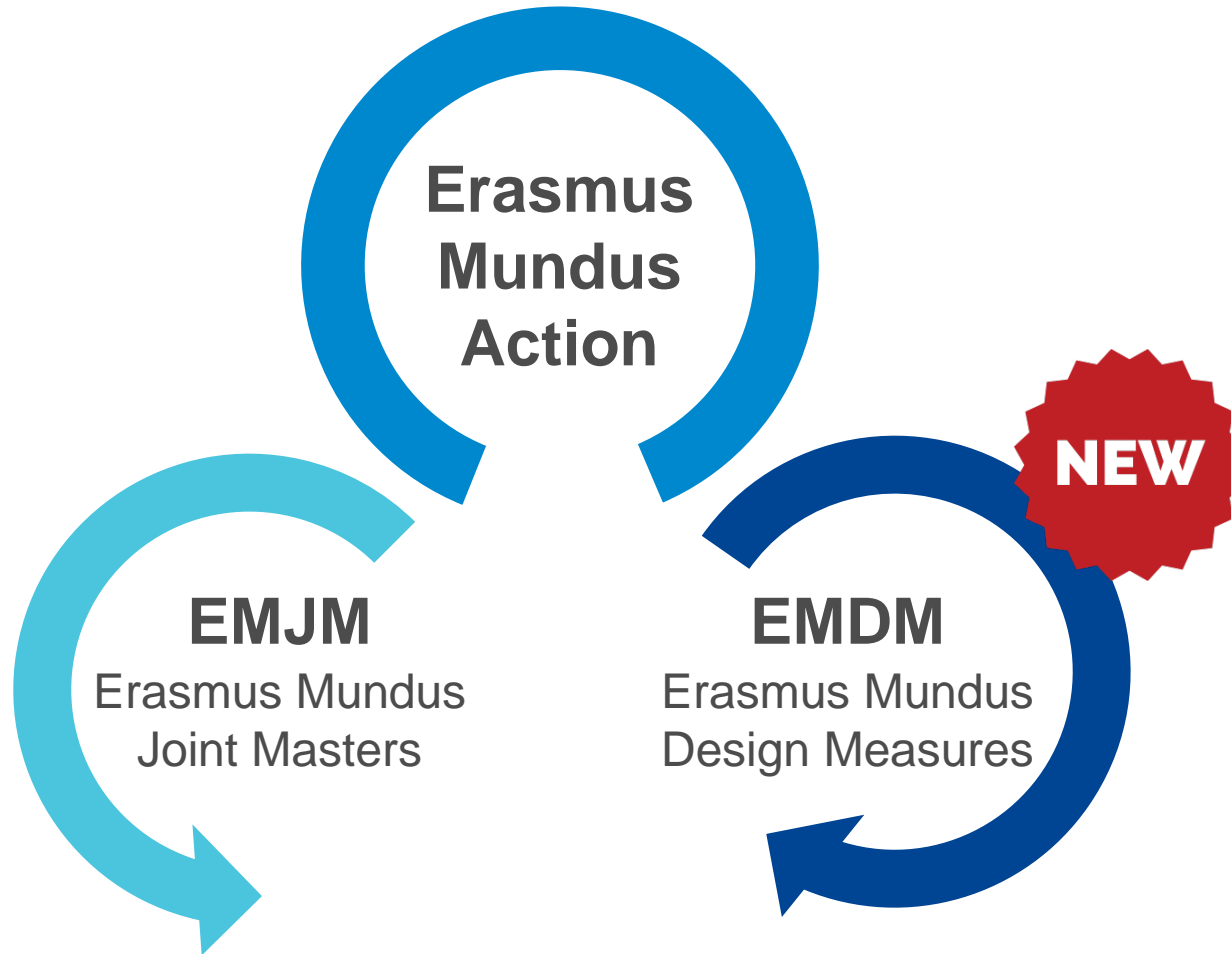 Erasmus
Mundus
Action
NEW
EMJM
Erasmus Mundus
Joint Masters
EMDM
Erasmus Mundus
Design Measures